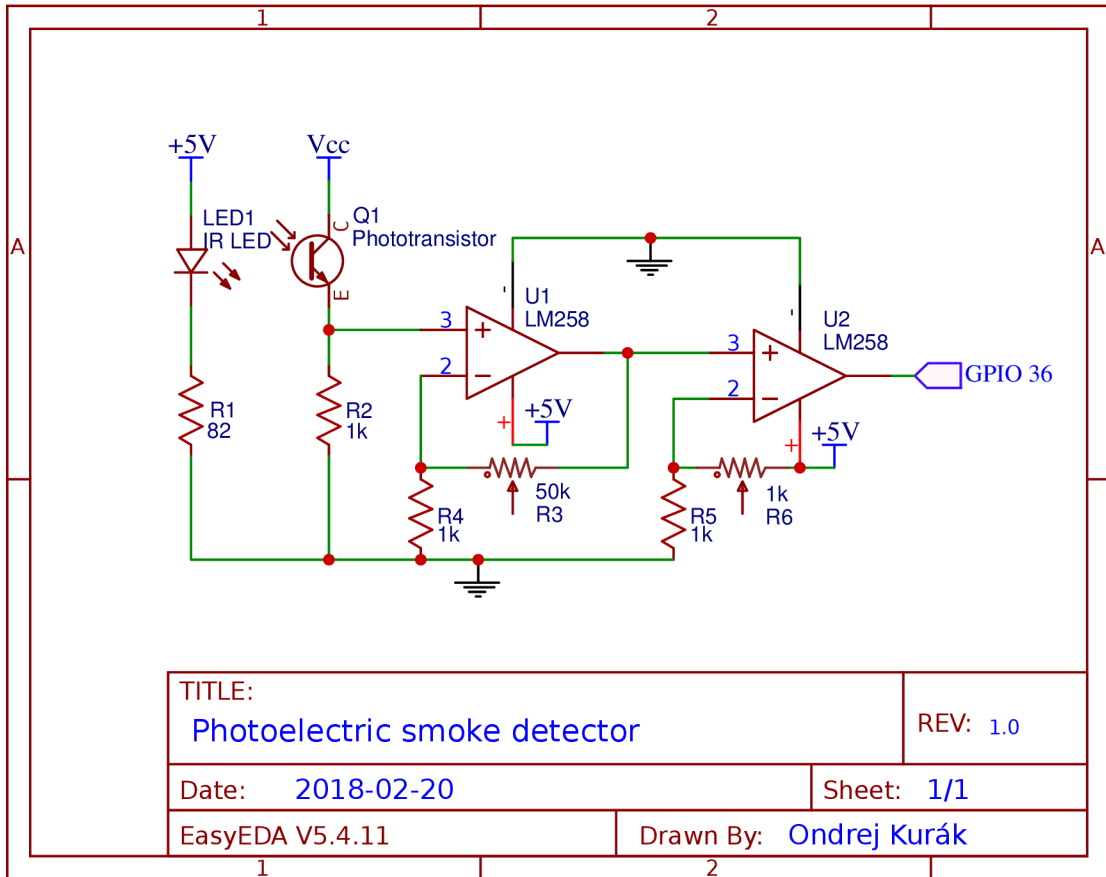 1
2
A
A
+5V
Vcc
LED1
IR LED
C
Q1
Phototransistor
E
-
U1
LM258
3
+
2
-
+
+5V
-
U2
LM258
3
+
2
-
+
+5V
GPIO 36
R1
82
R2
1k
50k
R3
R4
1k
1k
R6
R5
1k
TITLE:
Photoelectric smoke detector
REV: 1.0
Date: 2018-02-20
Sheet: 1/1
EasyEDA V5.4.11
Drawn By: Ondrej Kurák
1
2